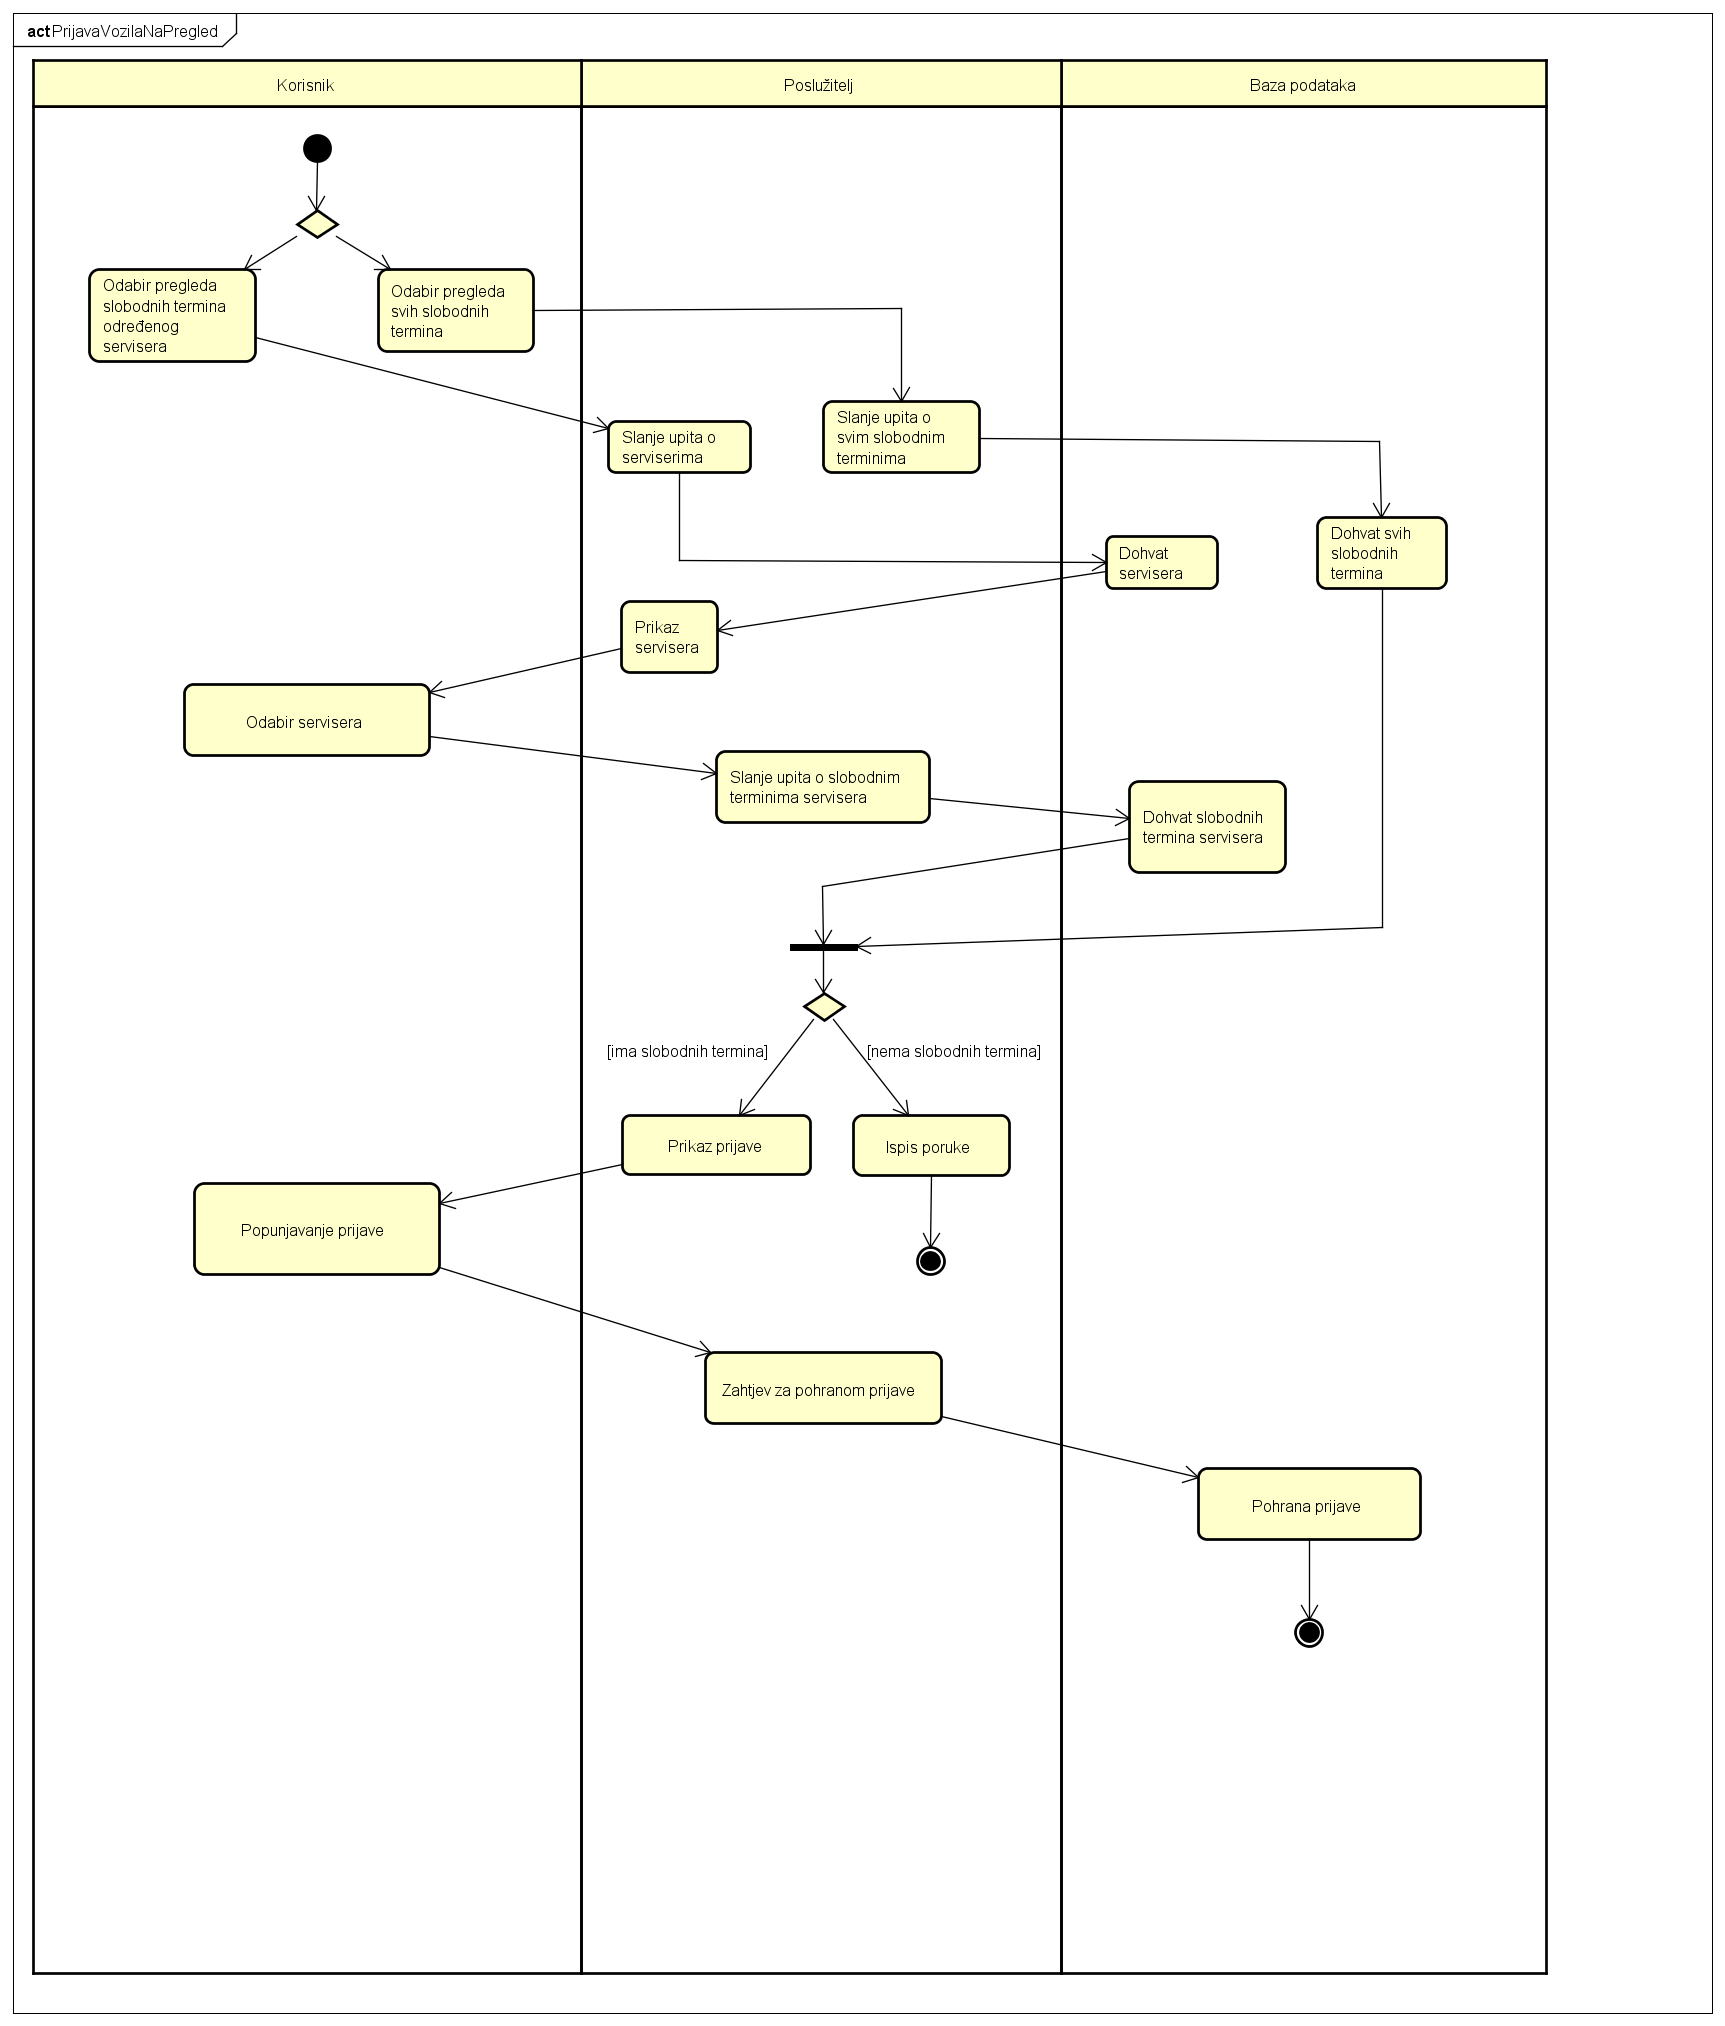 act PrijavaVozilaNaPregled
Korisnik
Poslužitelj
Baza podataka
Odabir pregleda
slobodnih termina
određenog
servisera
Odabir pregleda
svih slobodnih
termina
Slanje upita o
serviserima
Slanje upita o
svim slobodnim
terminima
Dohvat
servisera
Dohvat svih
slobodnih
termina
Prikaz
servisera
Odabir servisera
Slanje upita o slobodnim
terminima servisera
Dohvat slobodnih
termina servisera
[ima slobodnih termina]
[nema slobodnih termina]
Prikaz prijave
Ispis poruke
Popunjavanje prijave
Zahtjev za pohranom prijave
Pohrana prijave